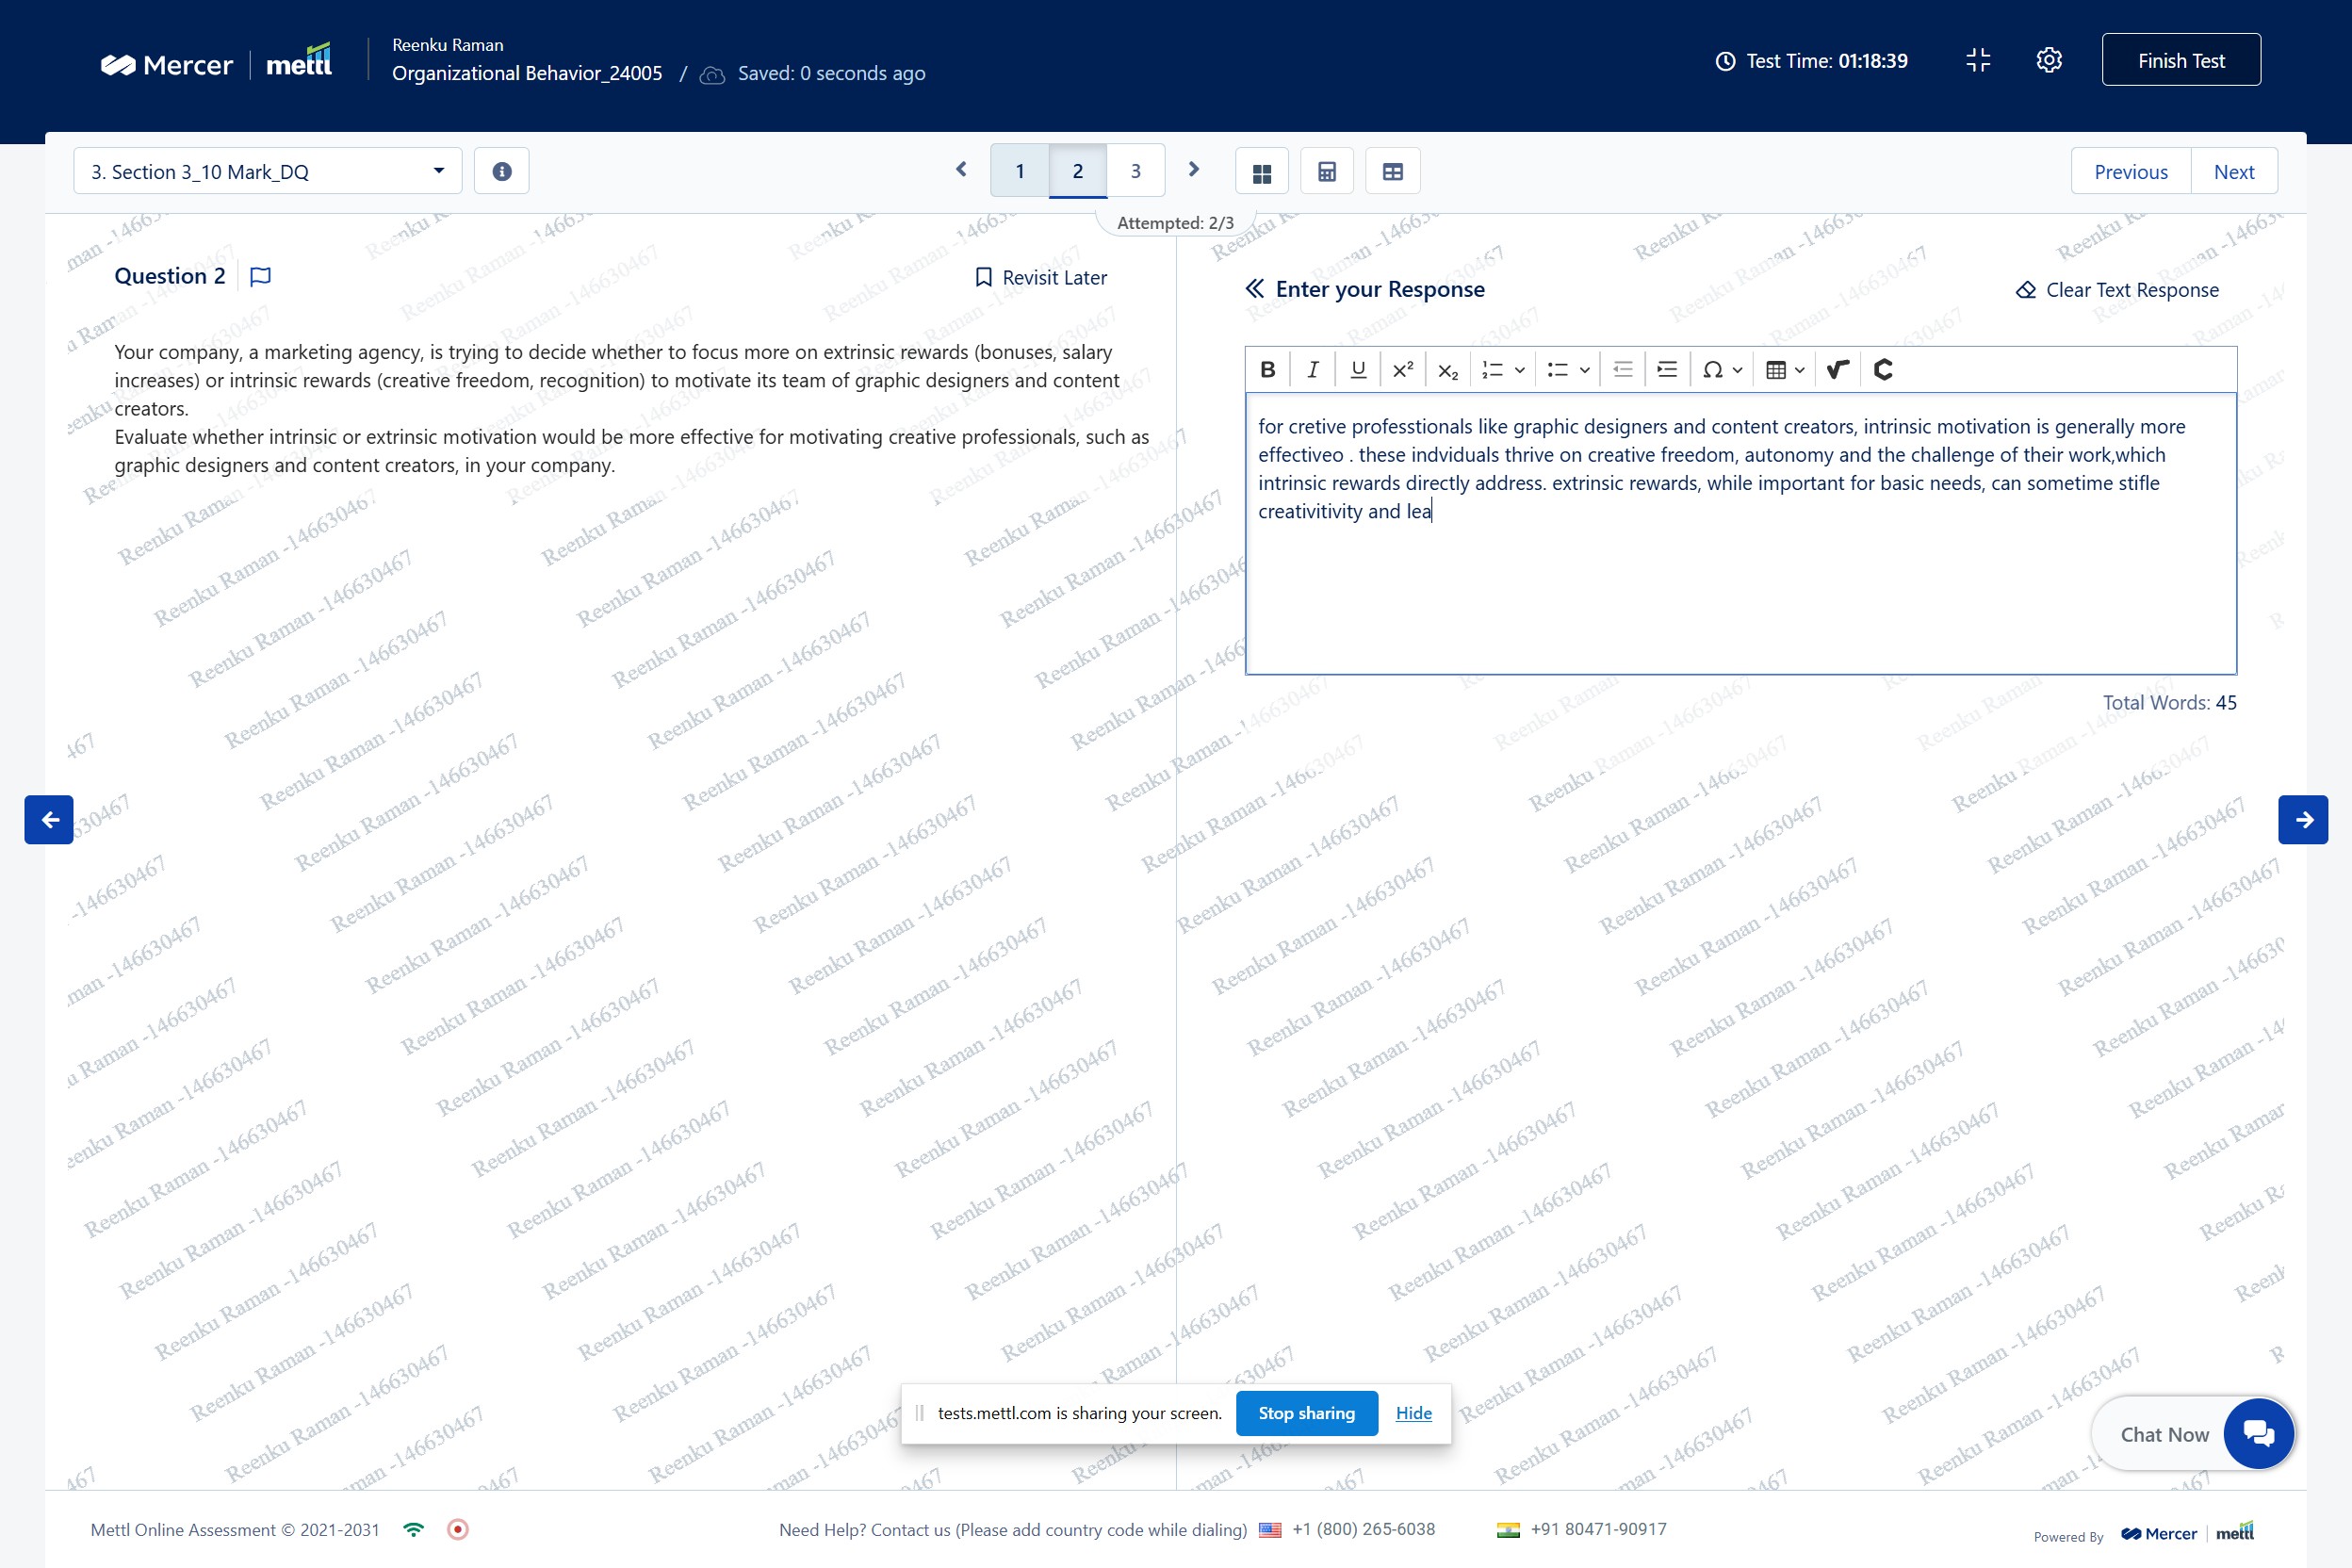 Mercer | mettl
Reenku Raman
Organizational Behavior_24005 / Saved: 0 seconds ago
Test Time: 01:18:39
Finish Test
3. Section 3_10 Mark_DQ
1 2 3
Previous Next
Attempted: 2/3
Question 2
Revisit Later
Your company, a marketing agency, is trying to decide whether to focus more on extrinsic rewards (bonuses, salary
increases) or intrinsic rewards (creative freedom, recognition) to motivate its team of graphic designers and content
creators.
Evaluate whether intrinsic or extrinsic motivation would be more effective for motivating creative professionals, such as
graphic designers and content creators, in your company.
Enter your Response
Clear Text Response
for cretive professtionals like graphic designers and content creators, intrinsic motivation is generally more
effectiveo . these indviduals thrive on creative freedom, autonomy and the challenge of their work,which
intrinsic rewards directly address. extrinsic rewards, while important for basic needs, can sometime stifle
creativitivity and lea
Total Words: 45
Reenku Raman -146630467
tests.mettl.com is sharing your screen. Stop sharing Hide
Chat Now
Mettl Online Assessment © 2021-2031
Need Help? Contact us (Please add country code while dialing) +1 (800) 265-6038 +91 80471-90917
Powered By Mercer | mettl